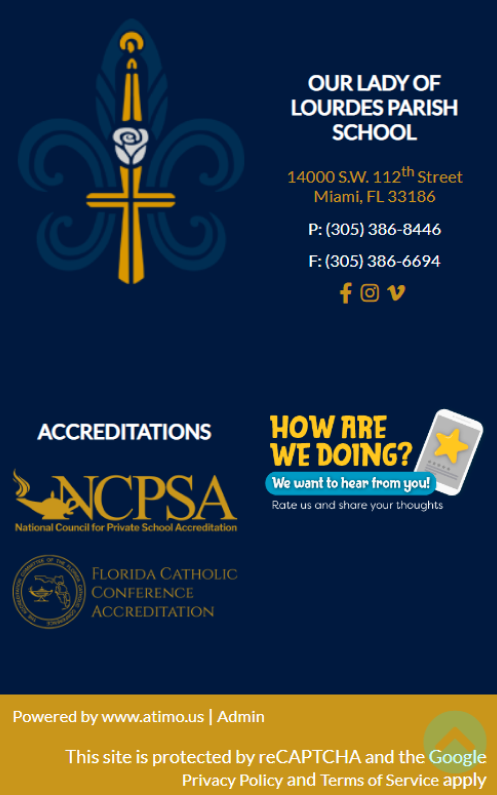 OUR LADY OF
LOURDES PARISH
SCHOOL
14000 S.W. 112th Street
Miami, FL 33186
P: (305) 386-8446
F: (305) 386-6694
ACCREDITATIONS
NCPSA
National Council for Private School Accreditation
FLORIDA CATHOLIC
CONFERENCE
ACCREDITATION
HOW ARE
WE DOING?
We want to hear from you!
Rate us and share your thoughts
Powered by www.atimo.us | Admin
This site is protected by reCAPTCHA and the Google
Privacy Policy and Terms of Service apply